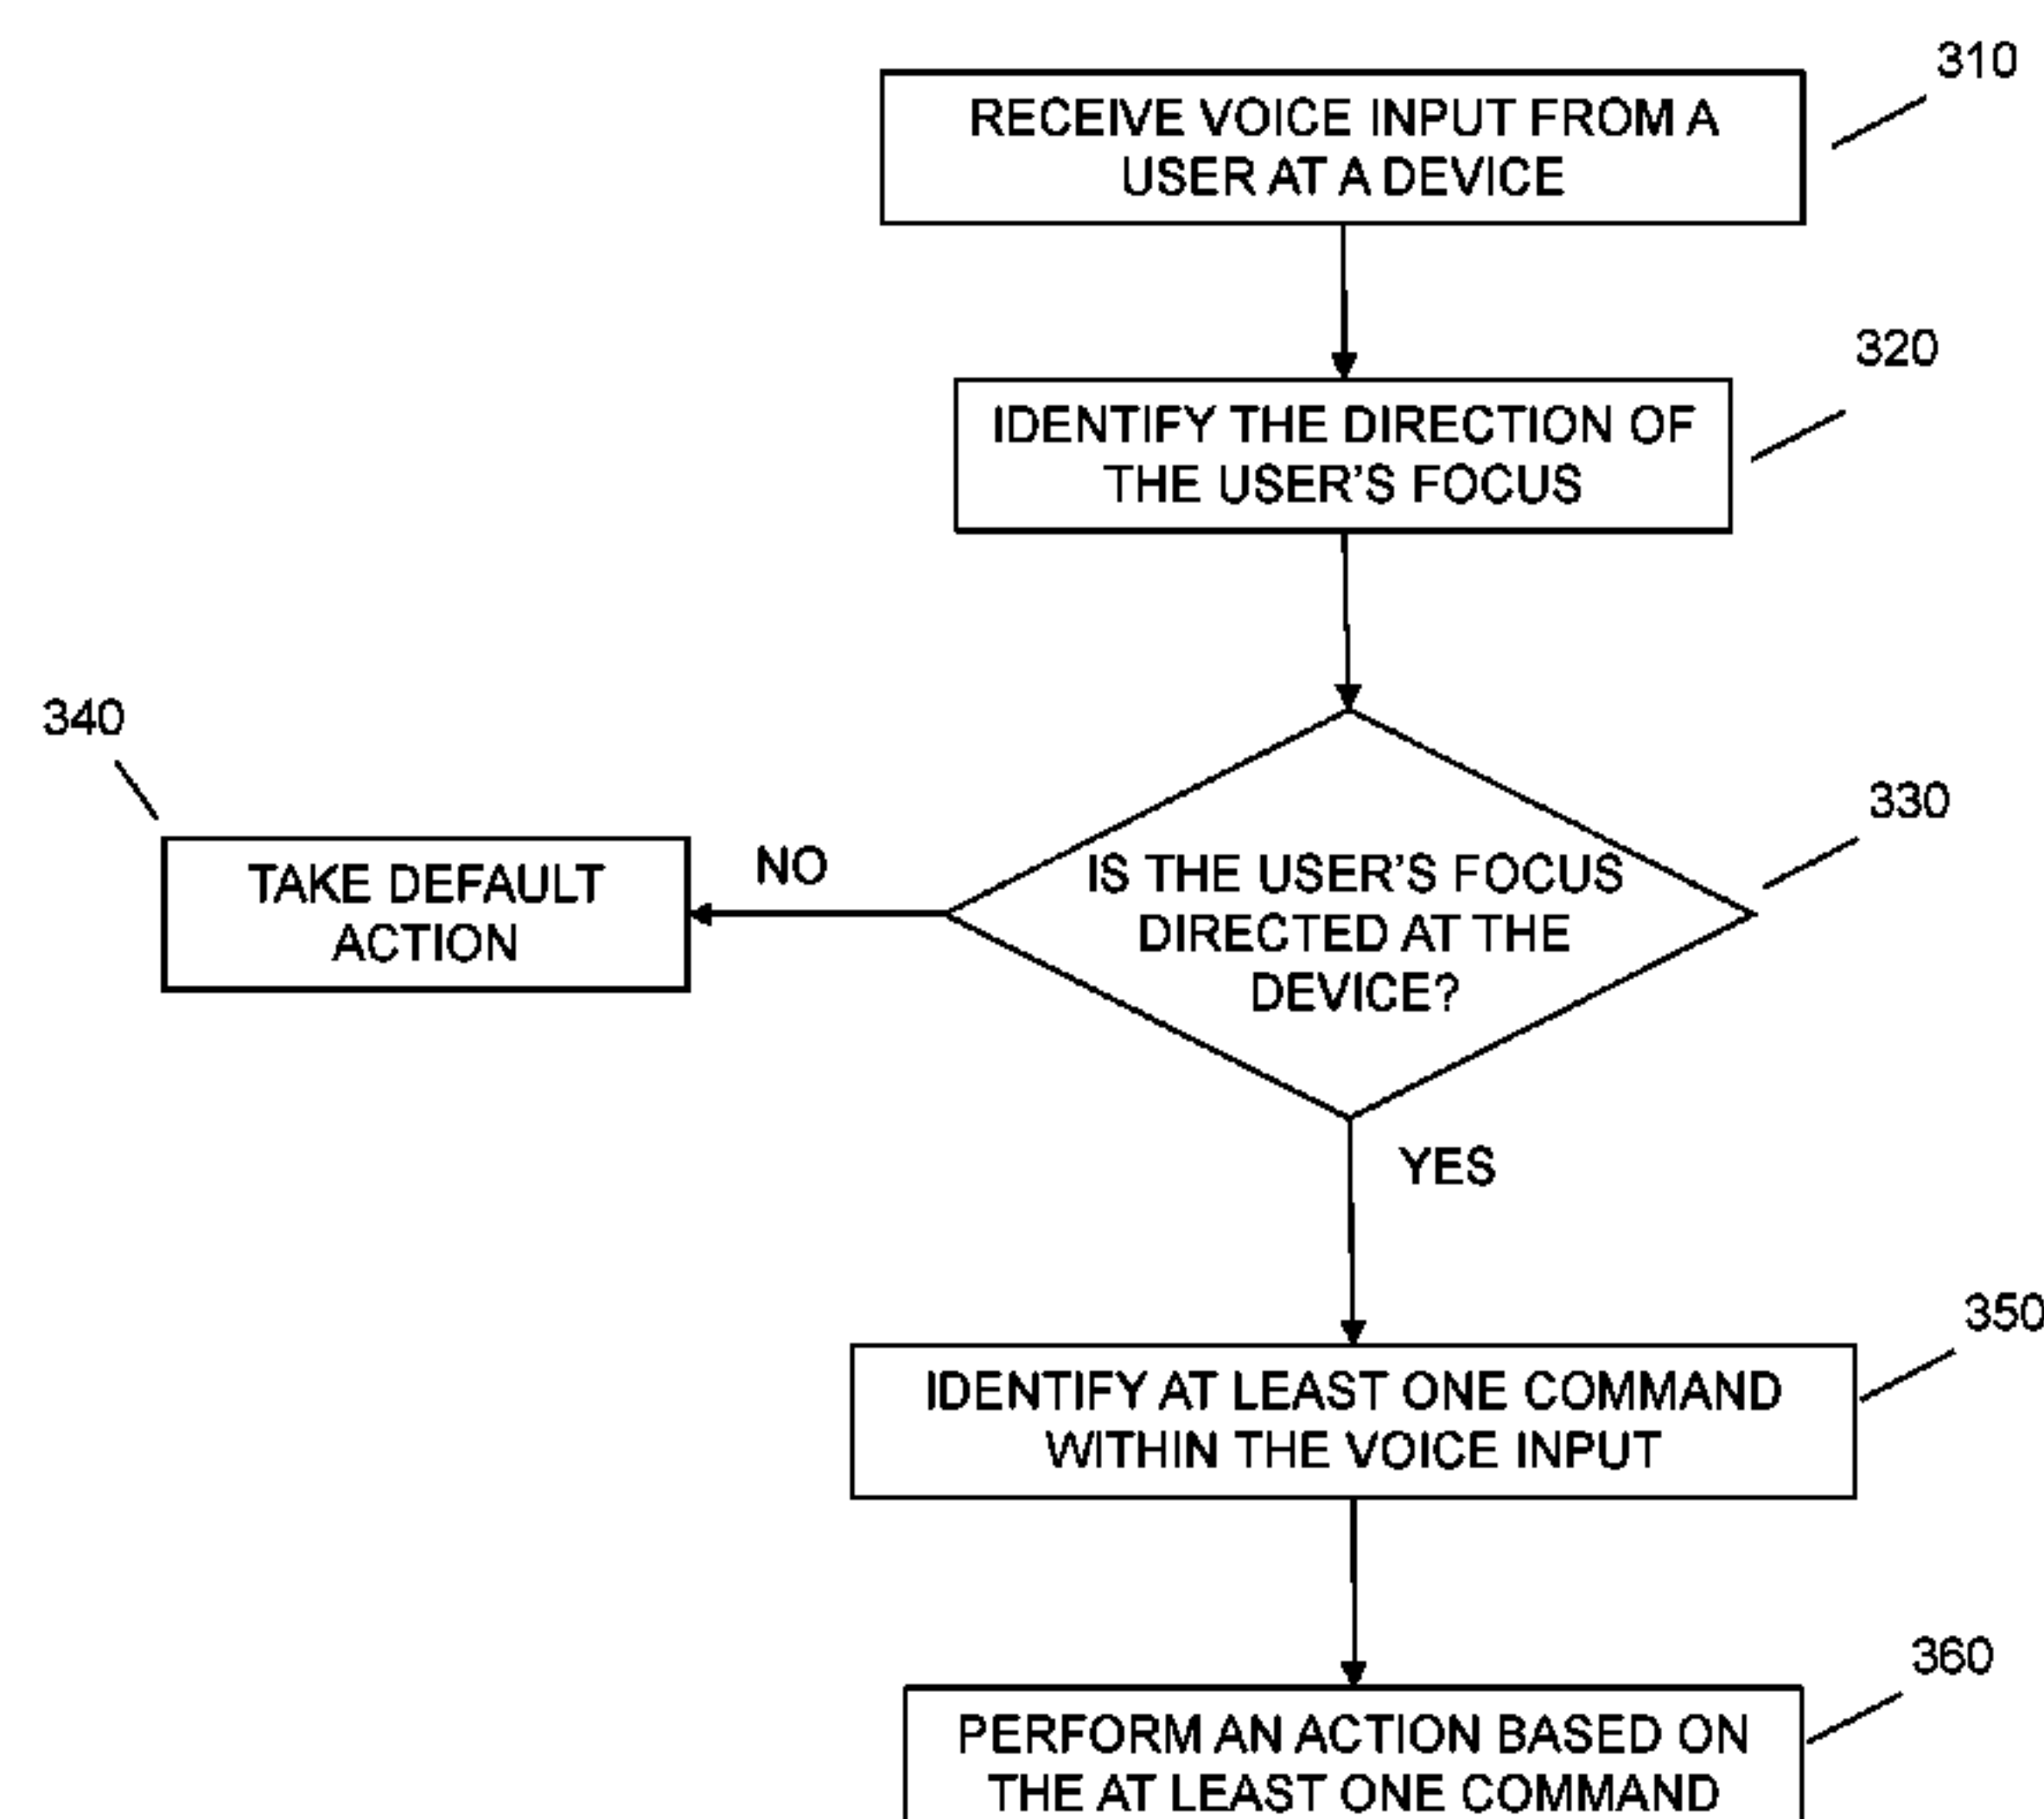 310
RECEIVE VOICE INPUT FROM A
USER AT A DEVICE
320
IDENTIFY THE DIRECTION OF
THE USER'S FOCUS
340
330
TAKE DEFAULT
ACTION
NO
IS THE USER'S FOCUS
DIRECTED AT THE
DEVICE?
YES
350
IDENTIFY AT LEAST ONE COMMAND
WITHIN THE VOICE INPUT
360
PERFORM AN ACTION BASED ON
THE AT LEAST ONE COMMAND